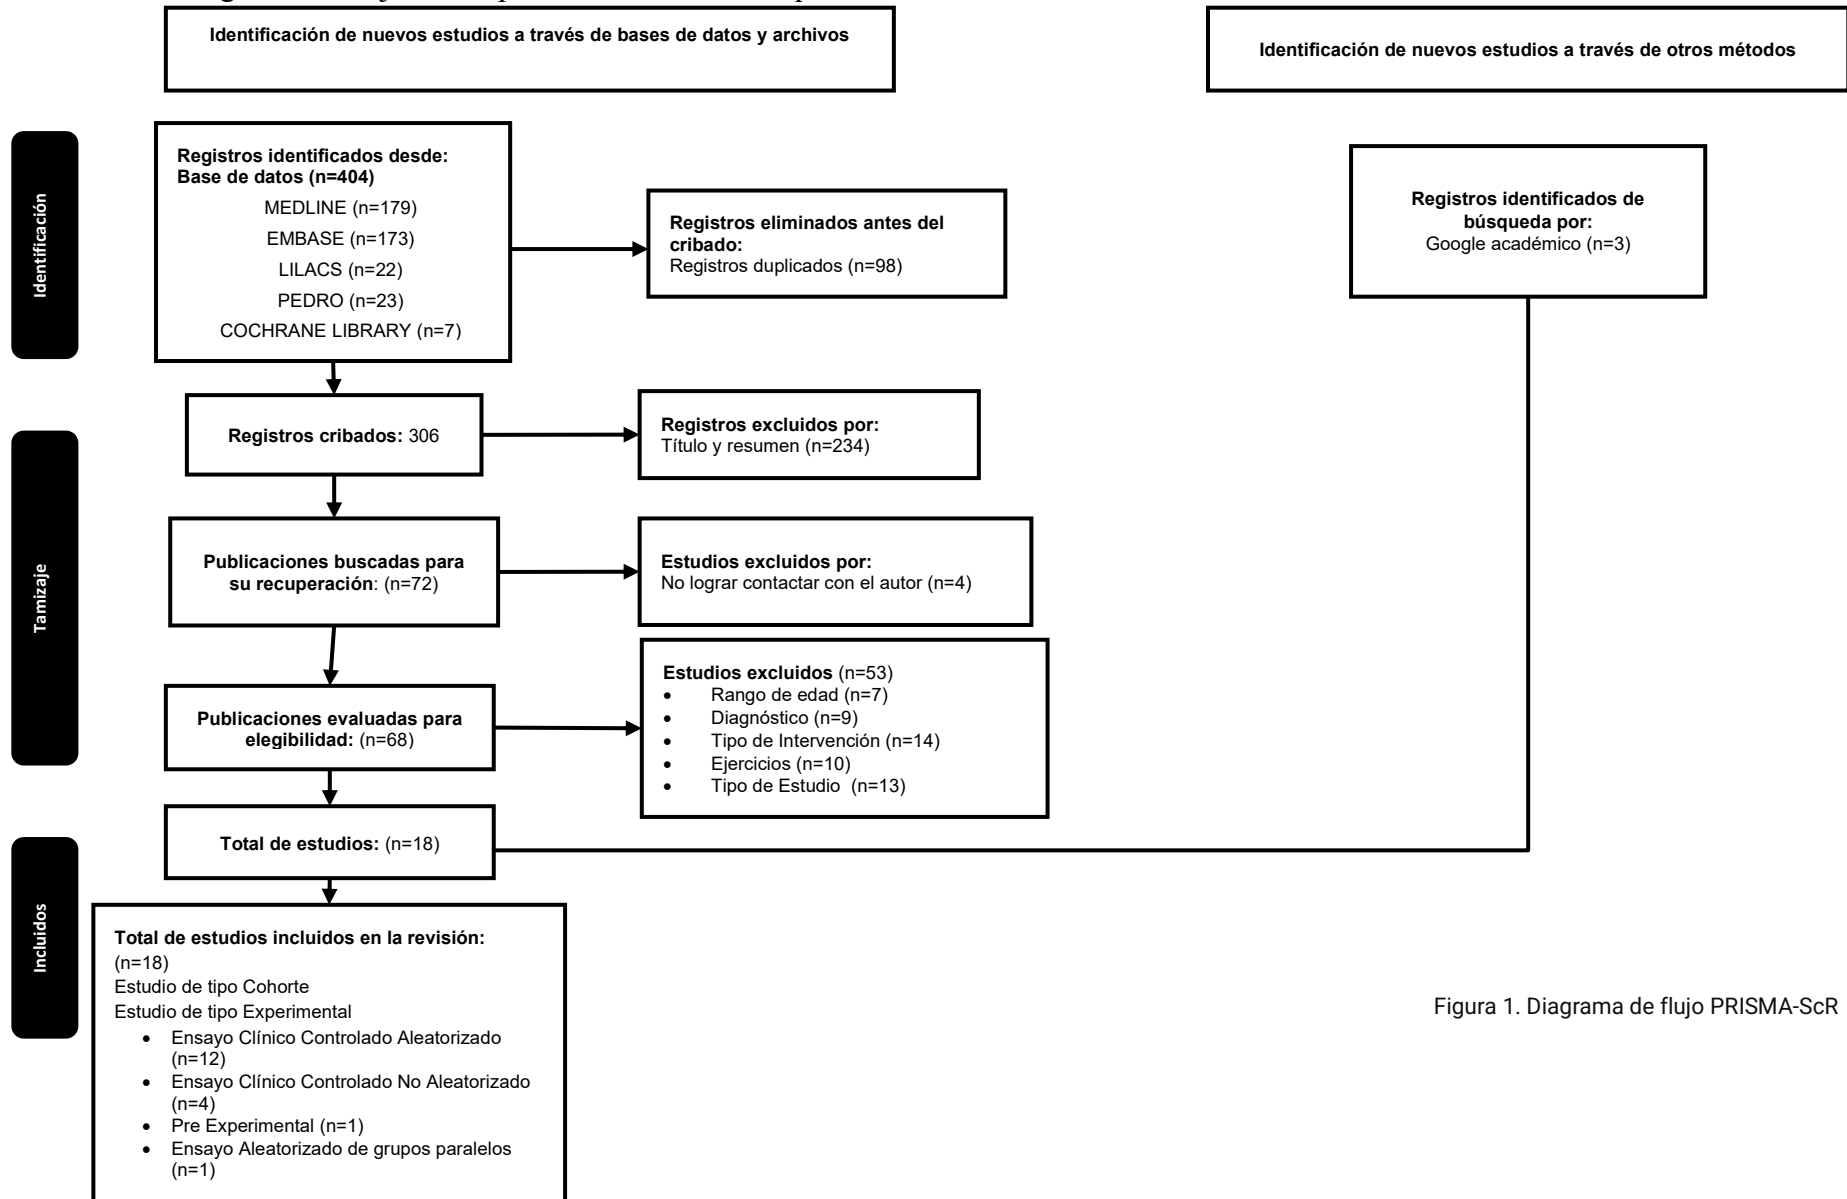 Identificación de nuevos estudios a través de bases de datos y archivos
Identificación de nuevos estudios a través de otros métodos
Identificación
Registros identificados desde:
Base de datos (n=404)
MEDLINE (n=179)
EMBASE (n=173)
LILACS (n=22)
PEDRO (n=23)
COCHRANE LIBRARY (n=7)
Registros eliminados antes del
cribado:
Registros duplicados (n=98)
Registros identificados de
búsqueda por:
Google académico (n=3)
Tamizaje
Registros cribados: 306
Registros excluidos por:
Título y resumen (n=234)
Publicaciones buscadas para
su recuperación: (n=72)
Estudios excluidos por:
No lograr contactar con el autor (n=4)
Publicaciones evaluadas para
elegibilidad: (n=68)
Estudios excluidos (n=53)
• Rango de edad (n=7)
• Diagnóstico (n=9)
• Tipo de Intervención (n=14)
• Ejercicios (n=10)
• Tipo de Estudio (n=13)
Incluidos
Total de estudios: (n=18)
Total de estudios incluidos en la revisión:
(n=18)
Estudio de tipo Cohorte
Estudio de tipo Experimental
• Ensayo Clínico Controlado Aleatorizado
(n=12)
• Ensayo Clínico Controlado No Aleatorizado
(n=4)
• Pre Experimental (n=1)
• Ensayo Aleatorizado de grupos paralelos
(n=1)
Figura 1. Diagrama de flujo PRISMA-ScR